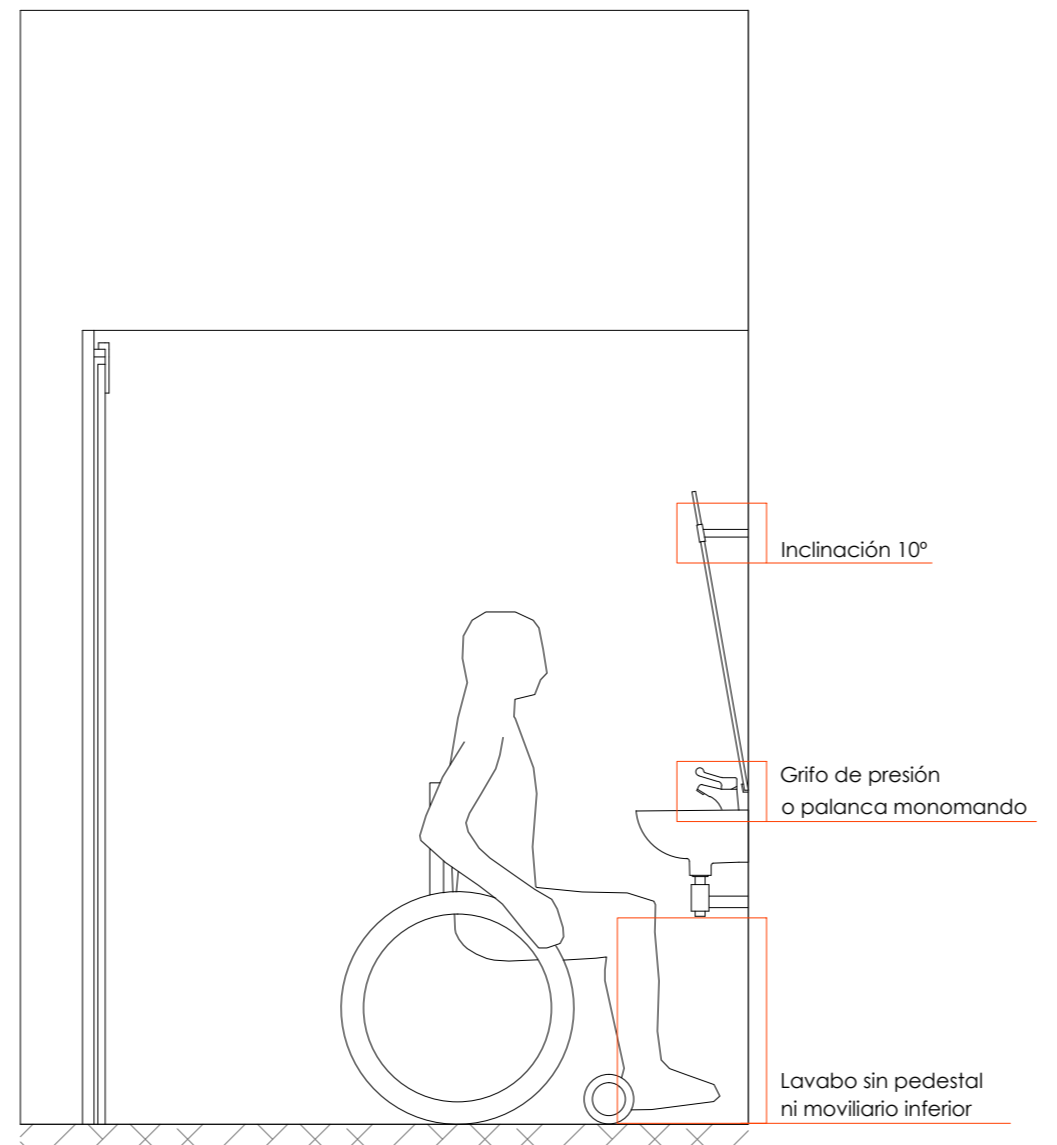 Inclinación 10º
Grifo de presión
o palanca monomando
Lavabo sin pedestal
ni moviliario inferior